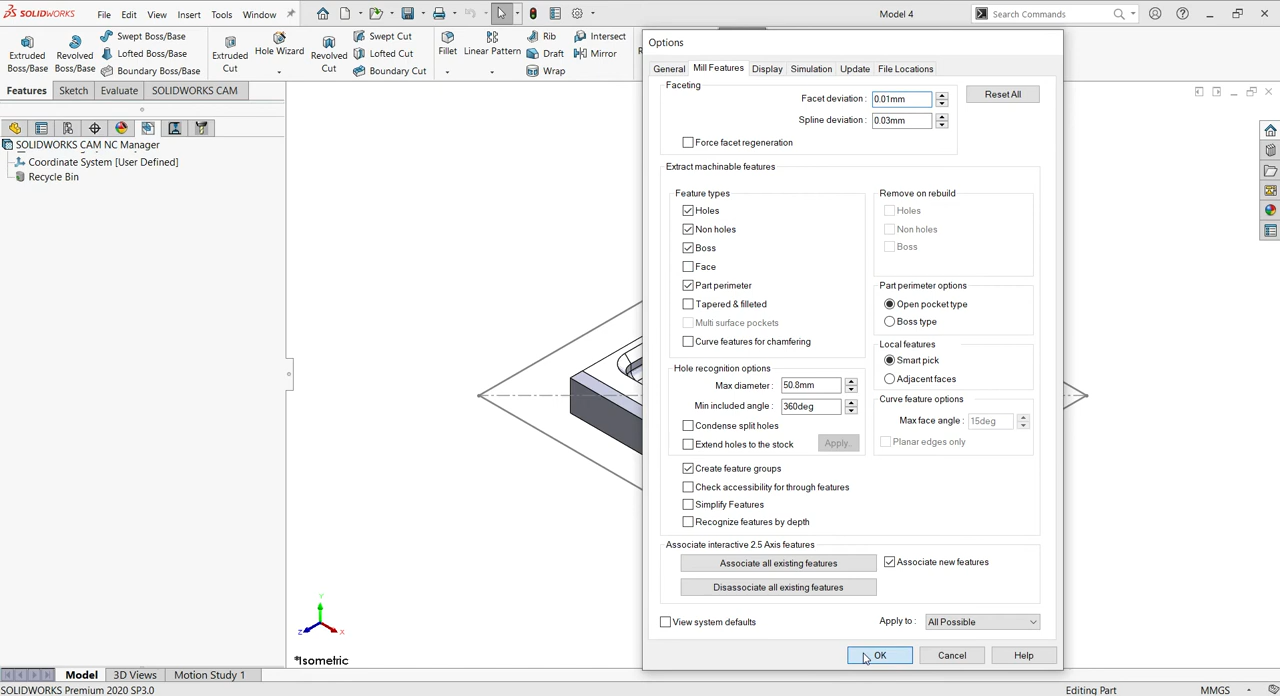 SOLIDWORKS File Edit View Insert Tools Window Model 4 Search Commands
Extruded Boss/Base
Revolved Boss/Base
Swept Boss/Base
Lofted Boss/Base
Boundary Boss/Base
Extruded Cut
Hole Wizard
Revolved Cut
Swept Cut
Lofted Cut
Boundary Cut
Fillet
Linear Pattern
Rib
Draft
Wrap
Intersect
Mirror
Features Sketch Evaluate SOLIDWORKS CAM
SOLIDWORKS CAM NC Manager
Coordinate System [User Defined]
Recycle Bin
Options
General Mill Features Display Simulation Update File Locations
Faceting
Facet deviation : 0.01mm
Reset All
Spline deviation : 0.03mm
Force facet regeneration
Extract machinable features
Feature types
Holes
Non holes
Boss
Face
Part perimeter
Tapered & filleted
Multi surface pockets
Curve features for chamfering
Remove on rebuild
Holes
Non holes
Boss
Part perimeter options
Open pocket type
Boss type
Local features
Smart pick
Adjacent faces
Hole recognition options
Max diameter : 50.8mm
Min included angle : 360deg
Condense split holes
Extend holes to the stock
Apply..
Curve feature options
Max face angle : 15deg
Planar edges only
Create feature groups
Check accessibility for through features
Simplify Features
Recognize features by depth
Associate interactive 2.5 Axis features
Associate all existing features
Associate new features
Disassociate all existing features
View system defaults
Apply to : All Possible
OK Cancel Help
Y
Z X
*Isometric
Model 3D Views Motion Study 1
SOLIDWORKS Premium 2020 SP3.0 Editing Part MMGS